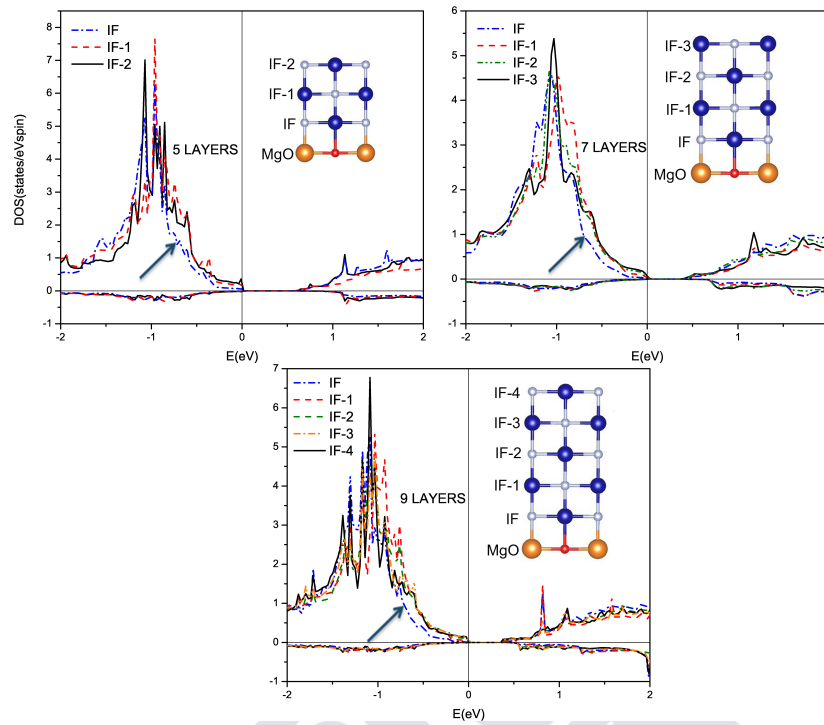 IF
IF-1
IF-2
5 LAYERS
IF-2
IF-1
IF
MgO
DOS(states/eVspin)
8
7
6
5
4
3
2
1
0
-1
-2 -1 0 1 2
E(eV)
IF
IF-1
IF-2
IF-3
7 LAYERS
IF-3
IF-2
IF-1
IF
MgO
6
5
4
3
2
1
0
-1
-2 -1 0 1 2
E(eV)
IF
IF-1
IF-2
IF-3
IF-4
9 LAYERS
IF-4
IF-3
IF-2
IF-1
IF
MgO
7
6
5
4
3
2
1
0
-1
-2 -1 0 1 2
E(eV)